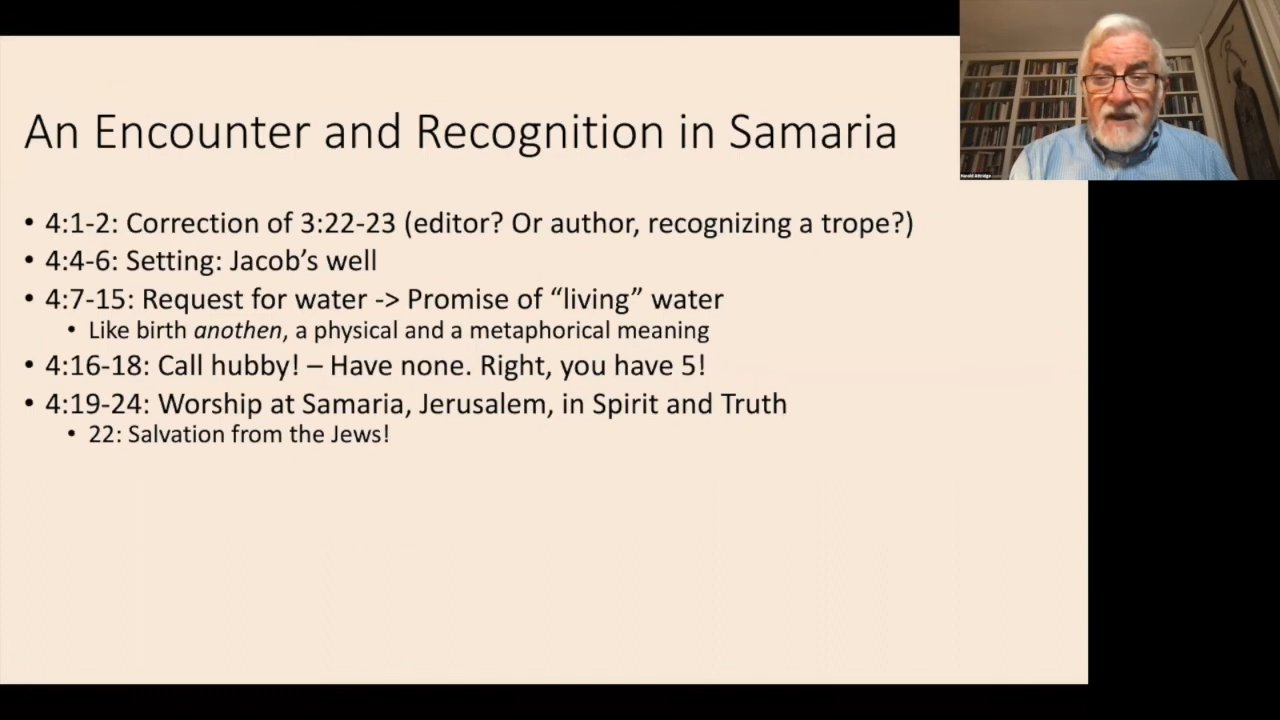 An Encounter and Recognition in Samaria
• 4:1-2: Correction of 3:22-23 (editor? Or author, recognizing a trope?)
• 4:4-6: Setting: Jacob’s well
• 4:7-15: Request for water -> Promise of “living” water
• Like birth anothen, a physical and a metaphorical meaning
• 4:16-18: Call hubby! – Have none. Right, you have 5!
• 4:19-24: Worship at Samaria, Jerusalem, in Spirit and Truth
• 22: Salvation from the Jews!
Harold Attridge